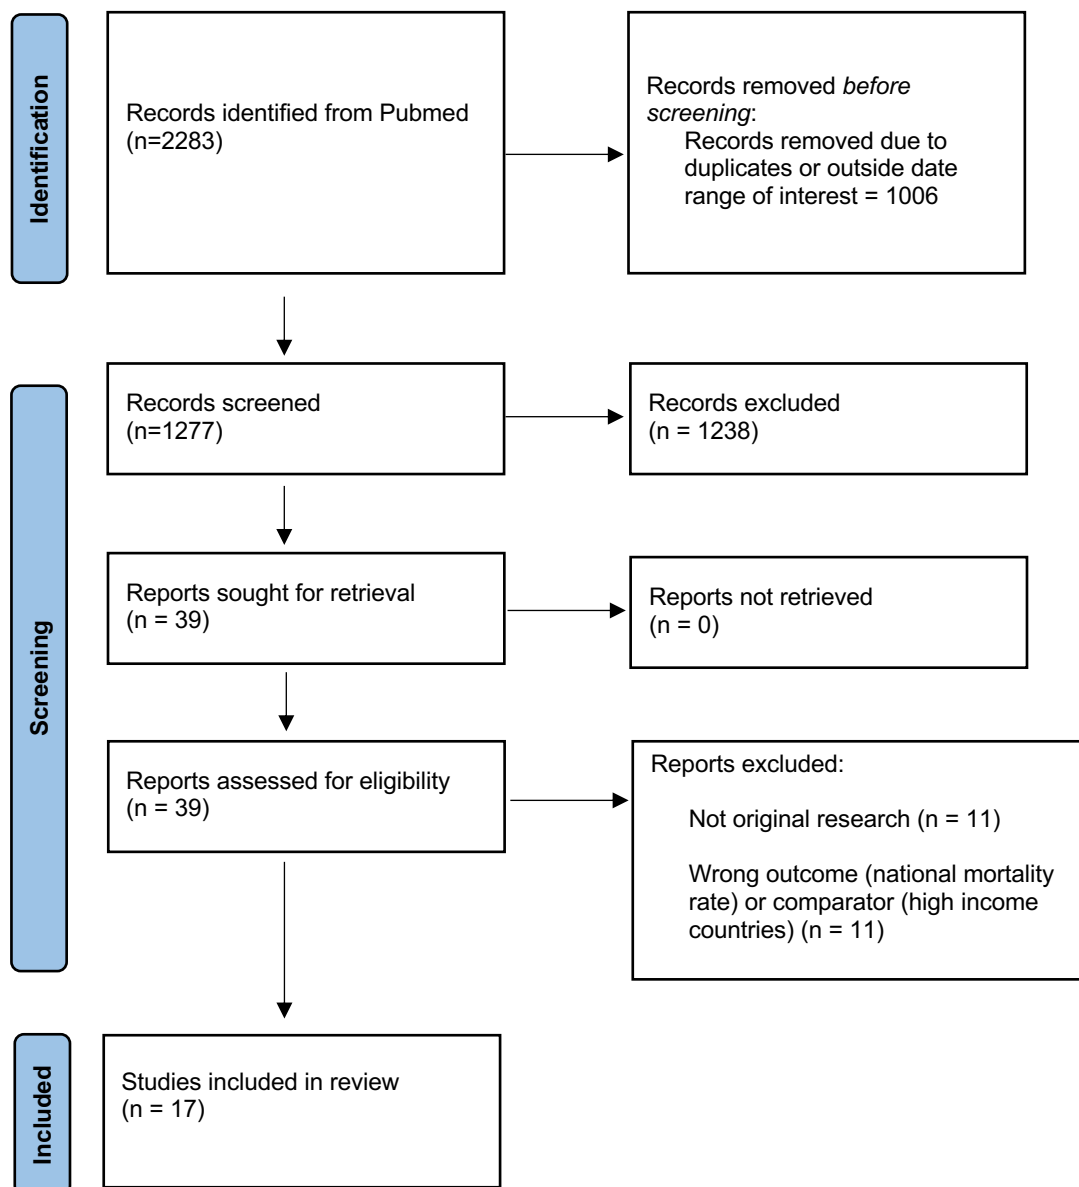 Identification
Records identified from Pubmed
(n=2283)
Records removed before
screening:
Records removed due to
duplicates or outside date
range of interest = 1006
Screening
Records screened
(n=1277)
Records excluded
(n = 1238)
Reports sought for retrieval
(n = 39)
Reports not retrieved
(n = 0)
Reports assessed for eligibility
(n = 39)
Reports excluded:
Not original research (n = 11)
Wrong outcome (national mortality
rate) or comparator (high income
countries) (n = 11)
Included
Studies included in review
(n = 17)